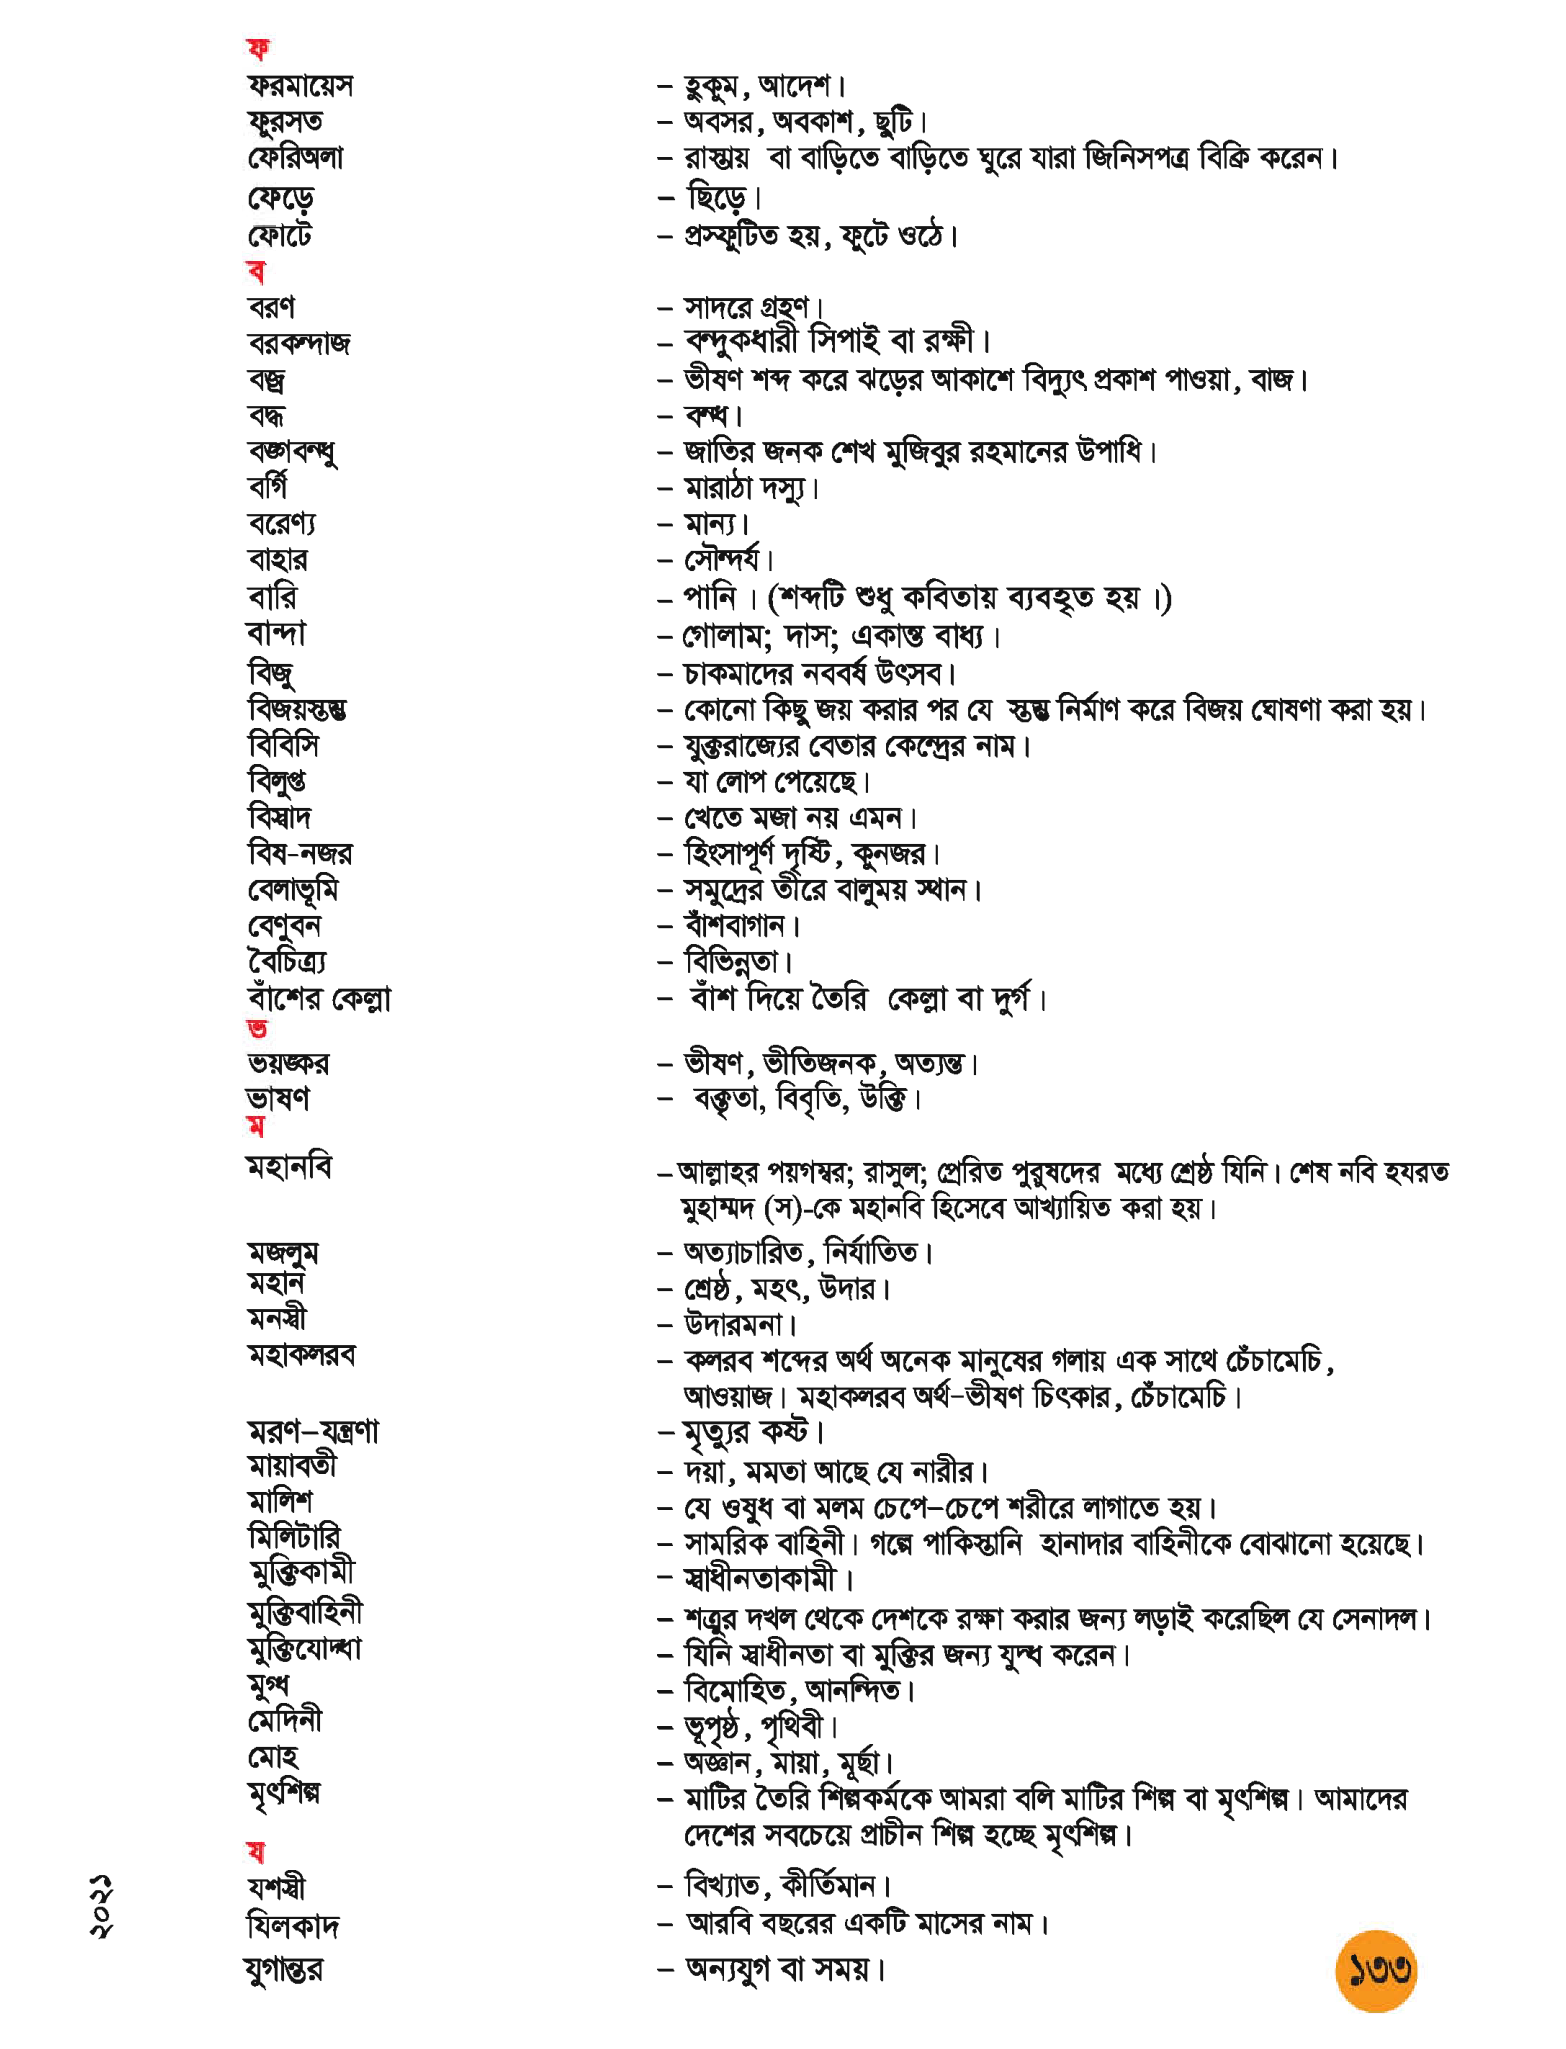 ফ
ফরমায়েস – হুকুম, আদেশ।
ফুরসত – অবসর, অবকাশ, ছুটি।
ফেরিঅলা – রাস্তায় বা বাড়িতে বাড়িতে ঘুরে যারা জিনিসপত্র বিক্রি করেন।
ফেড়ে – ছিড়ে।
ফোটে – প্রস্ফুটিত হয়, ফুটে ওঠে।
ব
বরণ – সাদরে গ্রহণ।
বরকন্দাজ – বন্দুকধারী সিপাই বা রক্ষী।
বজ্র – ভীষণ শব্দ করে ঝড়ের আকাশে বিদ্যুৎ প্রকাশ পাওয়া, বাজ।
বদ্ধ – বন্ধ।
বঙ্গবন্ধু – জাতির জনক শেখ মুজিবুর রহমানের উপাধি।
বর্গি – মারাঠা দস্যু।
বরেণ্য – মান্য।
বাহার – সৌন্দর্য।
বারি – পানি । (শব্দটি শুধু কবিতায় ব্যবহৃত হয় ।)
বান্দা – গোলাম; দাস; একান্ত বাধ্য।
বিজু – চাকমাদের নববর্ষ উৎসব।
বিজয়স্তম্ভ – কোনো কিছু জয় করার পর যে স্তম্ভ নির্মাণ করে বিজয় ঘোষণা করা হয়।
বিবিসি – যুক্তরাজ্যের বেতার কেন্দ্রের নাম।
বিলুপ্ত – যা লোপ পেয়েছে।
বিস্বাদ – খেতে মজা নয় এমন।
বিষ-নজর – হিংসাপূর্ণ দৃষ্টি, কুনজর।
বেলাভূমি – সমুদ্রের তীরে বালুময় স্থান।
বেণুবন – বাঁশবাগান।
বৈচিত্র্য – বিভিন্নতা।
বাঁশের কেল্লা – বাঁশ দিয়ে তৈরি কেল্লা বা দুর্গ।
ভ
ভয়ঙ্কর – ভীষণ, ভীতিজনক, অত্যন্ত।
ভাষণ – বক্তৃতা, বিবৃতি, উক্তি।
ম
মহানবি – আল্লাহর পয়গম্বর; রাসুল; প্রেরিত পুরুষদের মধ্যে শ্রেষ্ঠ যিনি। শেষ নবি হযরত
মুহাম্মদ (স)-কে মহানবি হিসেবে আখ্যায়িত করা হয়।
মজলুম – অত্যাচারিত, নির্যাতিত।
মহান – শ্রেষ্ঠ, মহৎ, উদার।
মনস্বী – উদারমনা।
মহাকলরব – কলরব শব্দের অর্থ অনেক মানুষের গলায় এক সাথে চেঁচামেচি,
আওয়াজ। মহাকলরব অর্থ-ভীষণ চিৎকার, চেঁচামেচি।
মরণ–যন্ত্রণা – মৃত্যুর কষ্ট।
মায়াবতী – দয়া, মমতা আছে যে নারীর।
মালিশ – যে ওষুধ বা মলম চেপে–চেপে শরীরে লাগাতে হয়।
মিলিটারি – সামরিক বাহিনী। গল্পে পাকিস্তানি হানাদার বাহিনীকে বোঝানো হয়েছে।
মুক্তিকামী – স্বাধীনতাকামী।
মুক্তিবাহিনী – শত্রুর দখল থেকে দেশকে রক্ষা করার জন্য লড়াই করেছিল যে সেনাদল।
মুক্তিযোদ্ধা – যিনি স্বাধীনতা বা মুক্তির জন্য যুদ্ধ করেন।
মুগ্ধ – বিমোহিত, আনন্দিত।
মেদিনী – ভূপৃষ্ঠ, পৃথিবী।
মোহ – অজ্ঞান, মায়া, মূর্ছা।
মৃৎশিল্প – মাটির তৈরি শিল্পকর্মকে আমরা বলি মাটির শিল্প বা মৃৎশিল্প। আমাদের
দেশের সবচেয়ে প্রাচীন শিল্প হচ্ছে মৃৎশিল্প।
য
যশস্বী – বিখ্যাত, কীর্তিমান।
যিলকাদ – আরবি বছরের একটি মাসের নাম।
যুগান্তর – অন্যযুগ বা সময়।
২০২১
১৩৩